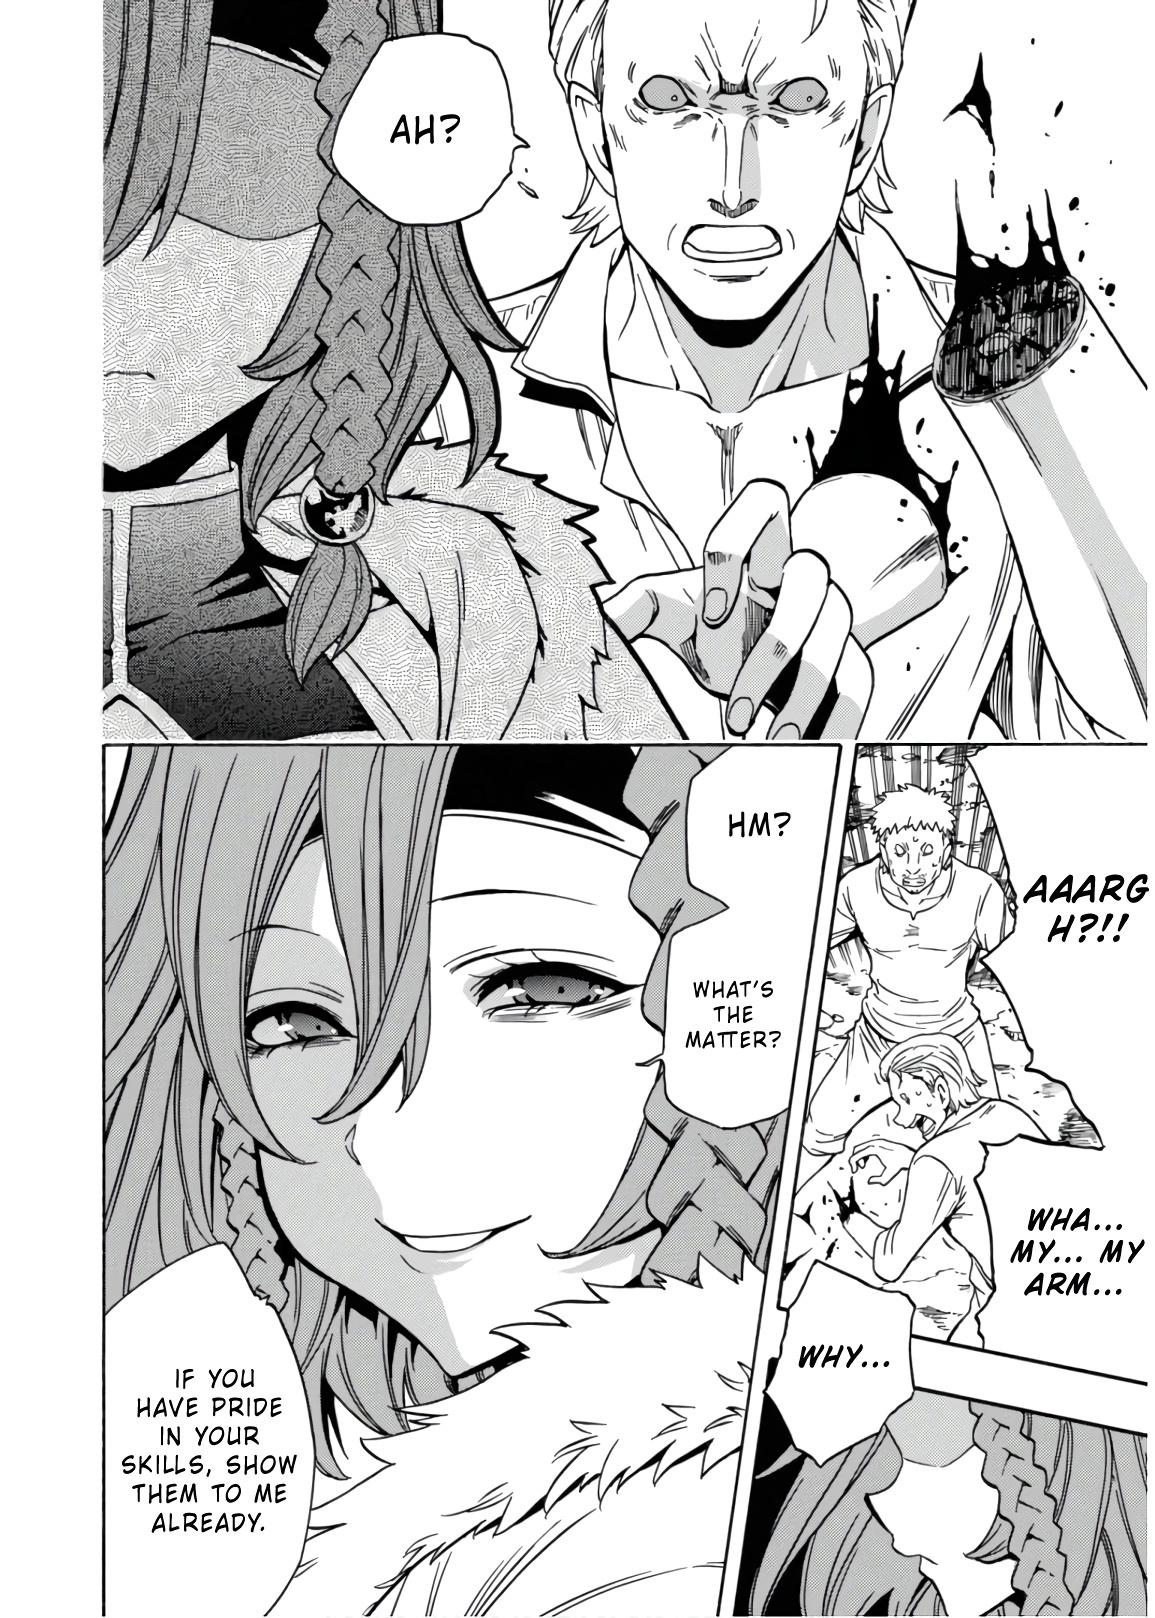 AH?
AAARG
H?!!
WHA...
MY... MY
ARM...
WHY...
HM?
WHAT'S
THE
MATTER?
IF YOU
HAVE PRIDE
IN YOUR
SKILLS, SHOW
THEM TO ME
ALREADY.